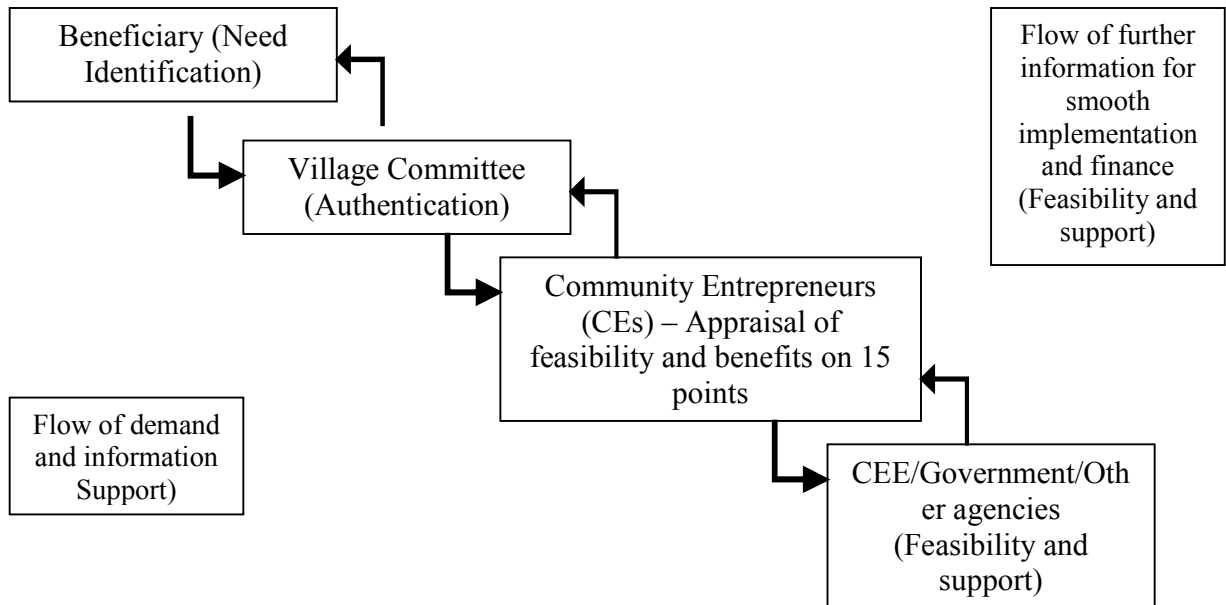 Beneficiary (Need
Identification)
Flow of further
information for
smooth
implementation
and finance
(Feasibility and
support)
Village Committee
(Authentication)
Community Entrepreneurs
(CEs) – Appraisal of
feasibility and benefits on 15
points
Flow of demand
and information
Support)
CEE/Government/Oth
er agencies
(Feasibility and
support)